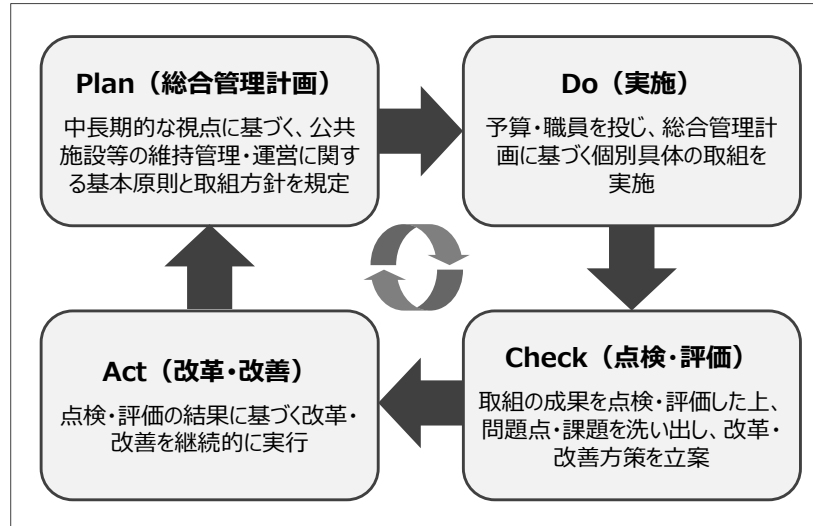 Plan（総合管理計画）
中長期的な視点に基づく、公共
施設等の維持管理・運営に関す
る基本原則と取組方針を規定
Do（実施）
予算・職員を投じ、総合管理計
画に基づく個別具体の取組を
実施
Act（改革・改善）
点検・評価の結果に基づく改革・
改善を継続的に実行
Check（点検・評価）
取組の成果を点検・評価した上、
問題点・課題を洗い出し、改革・
改善方策を立案